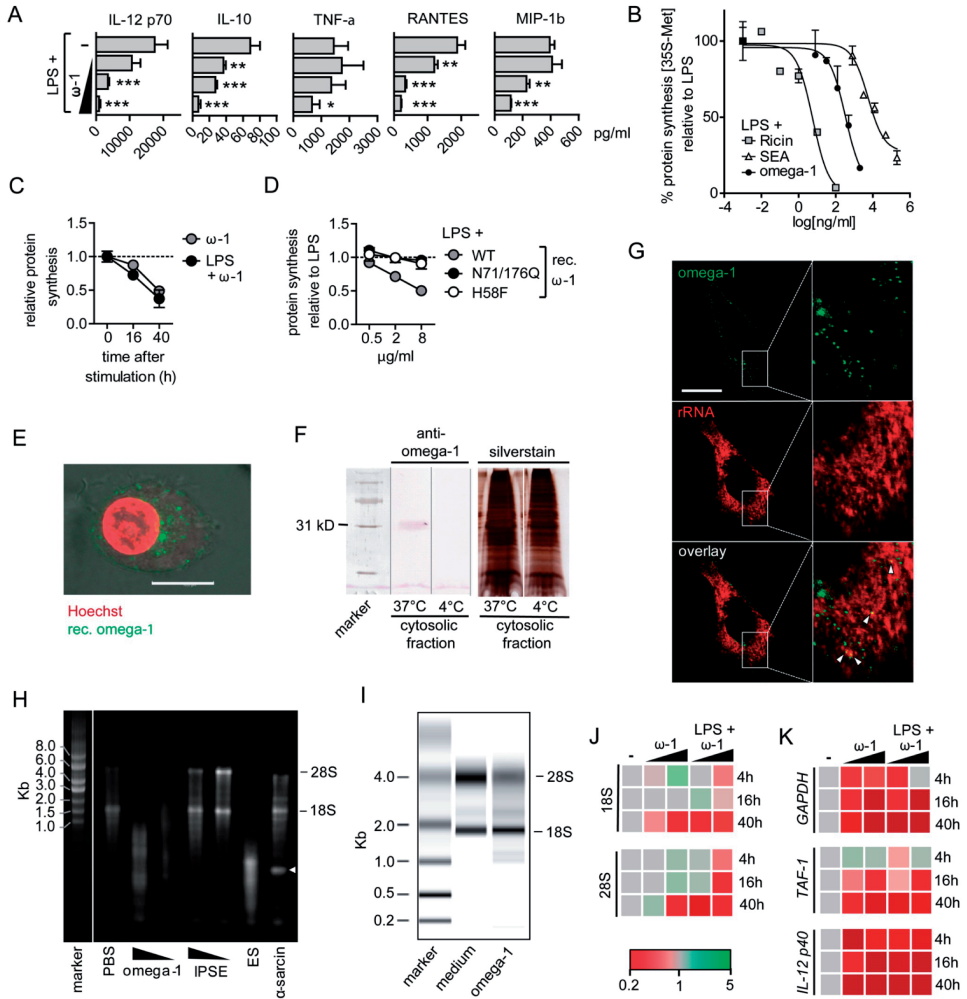 A
IL-12 p70
IL-10
TNF-a
RANTES
MIP-1b
LPS +
ω-1
–
**
**
***
***
***
**
***
***
*
***
***
0
10000
20000
0
20
40
60
80
100
0
1000
2000
3000
0
1000
2000
0
200
400
600
pg/ml
B
% protein synthesis [35S-Met]
relative to LPS
100
50
0
-4
-2
0
2
4
6
log[ng/ml]
LPS +
Ricin
SEA
omega-1
C
relative protein
synthesis
1.5
1.0
0.5
0.0
0
16
40
time after
stimulation (h)
ω-1
LPS
+ ω-1
D
protein synthesis
relative to LPS
1.5
1.0
0.5
0.0
0.5
2
8
µg/ml
LPS +
WT
N71/176Q
H58F
rec.
ω-1
E
Hoechst
rec. omega-1
F
anti-
omega-1
silverstain
31 kD
marker
37°C
4°C
37°C
4°C
cytosolic
fraction
cytosolic
fraction
G
omega-1
rRNA
overlay
H
Kb
8.0
6.0
4.0
3.0
2.0
1.5
1.0
28S
18S
marker
PBS
omega-1
IPSE
ES
α-sarcin
I
Kb
4.0
2.0
1.0
0.5
0.2
28S
18S
marker
medium
omega-1
J
-
ω-1
LPS +
ω-1
18S
4h
16h
40h
28S
4h
16h
40h
0.2
1
5
K
-
ω-1
LPS +
ω-1
GAPDH
4h
16h
40h
TAF-1
4h
16h
40h
IL-12 p40
4h
16h
40h